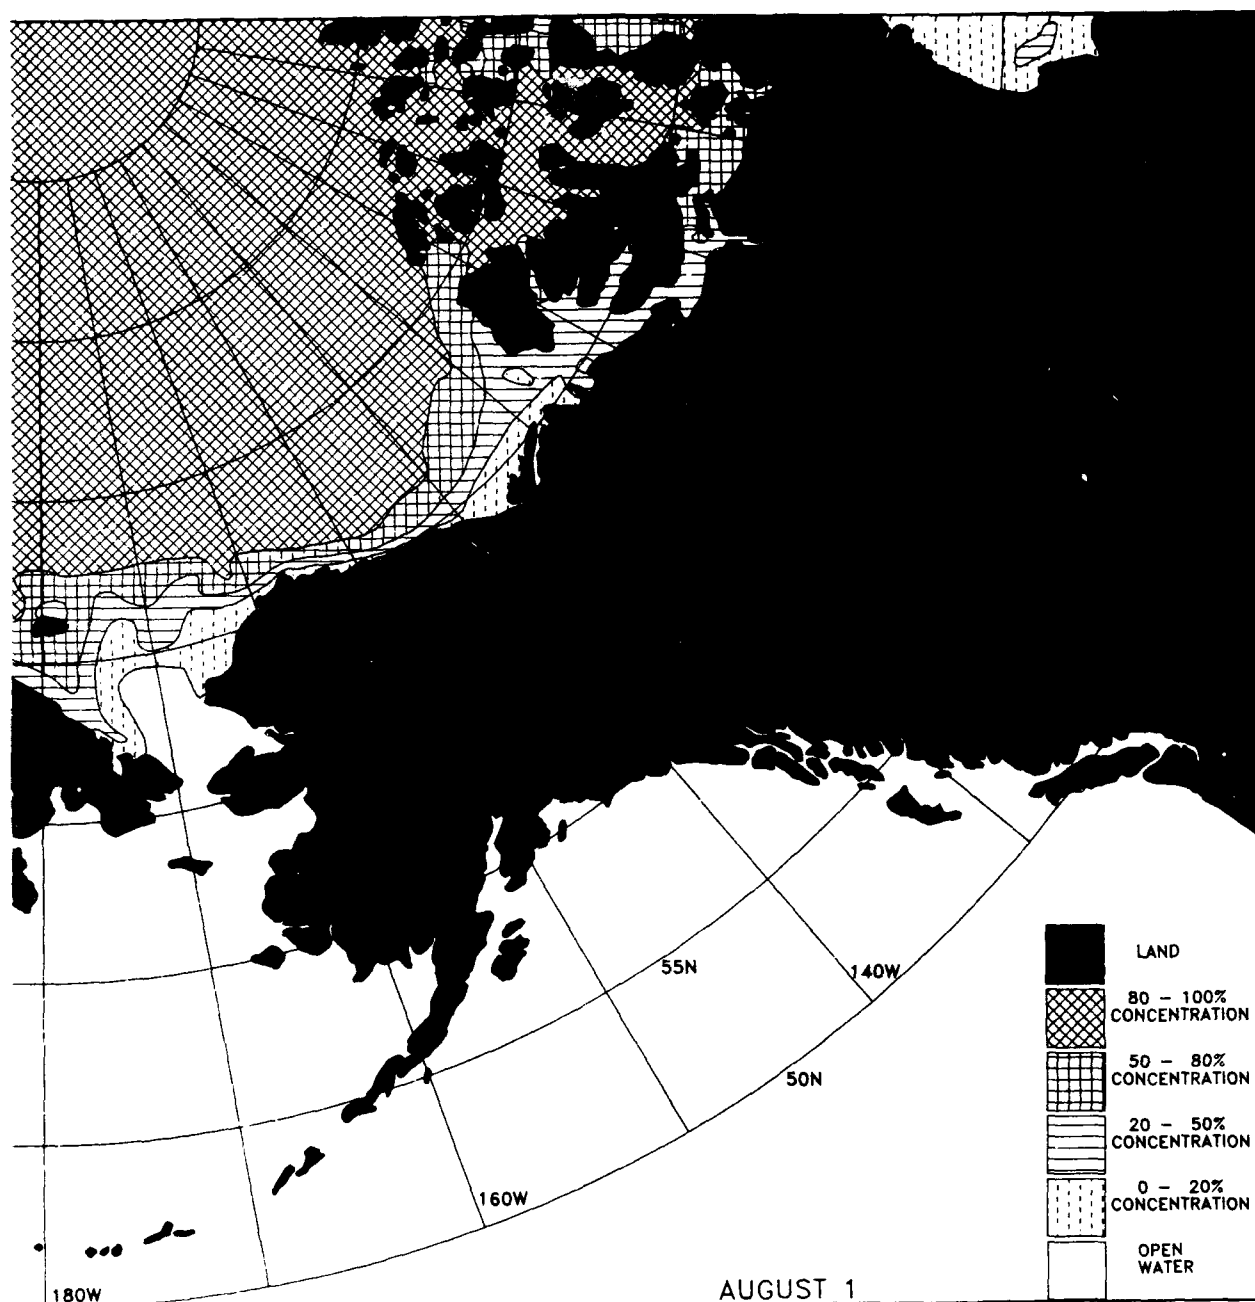 LAND
55N
140W
80 - 100%
CONCENTRATION
50 - 80%
CONCENTRATION
50N
20 - 50%
CONCENTRATION
160W
0 - 20%
CONCENTRATION
OPEN
WATER
180W
AUGUST 1